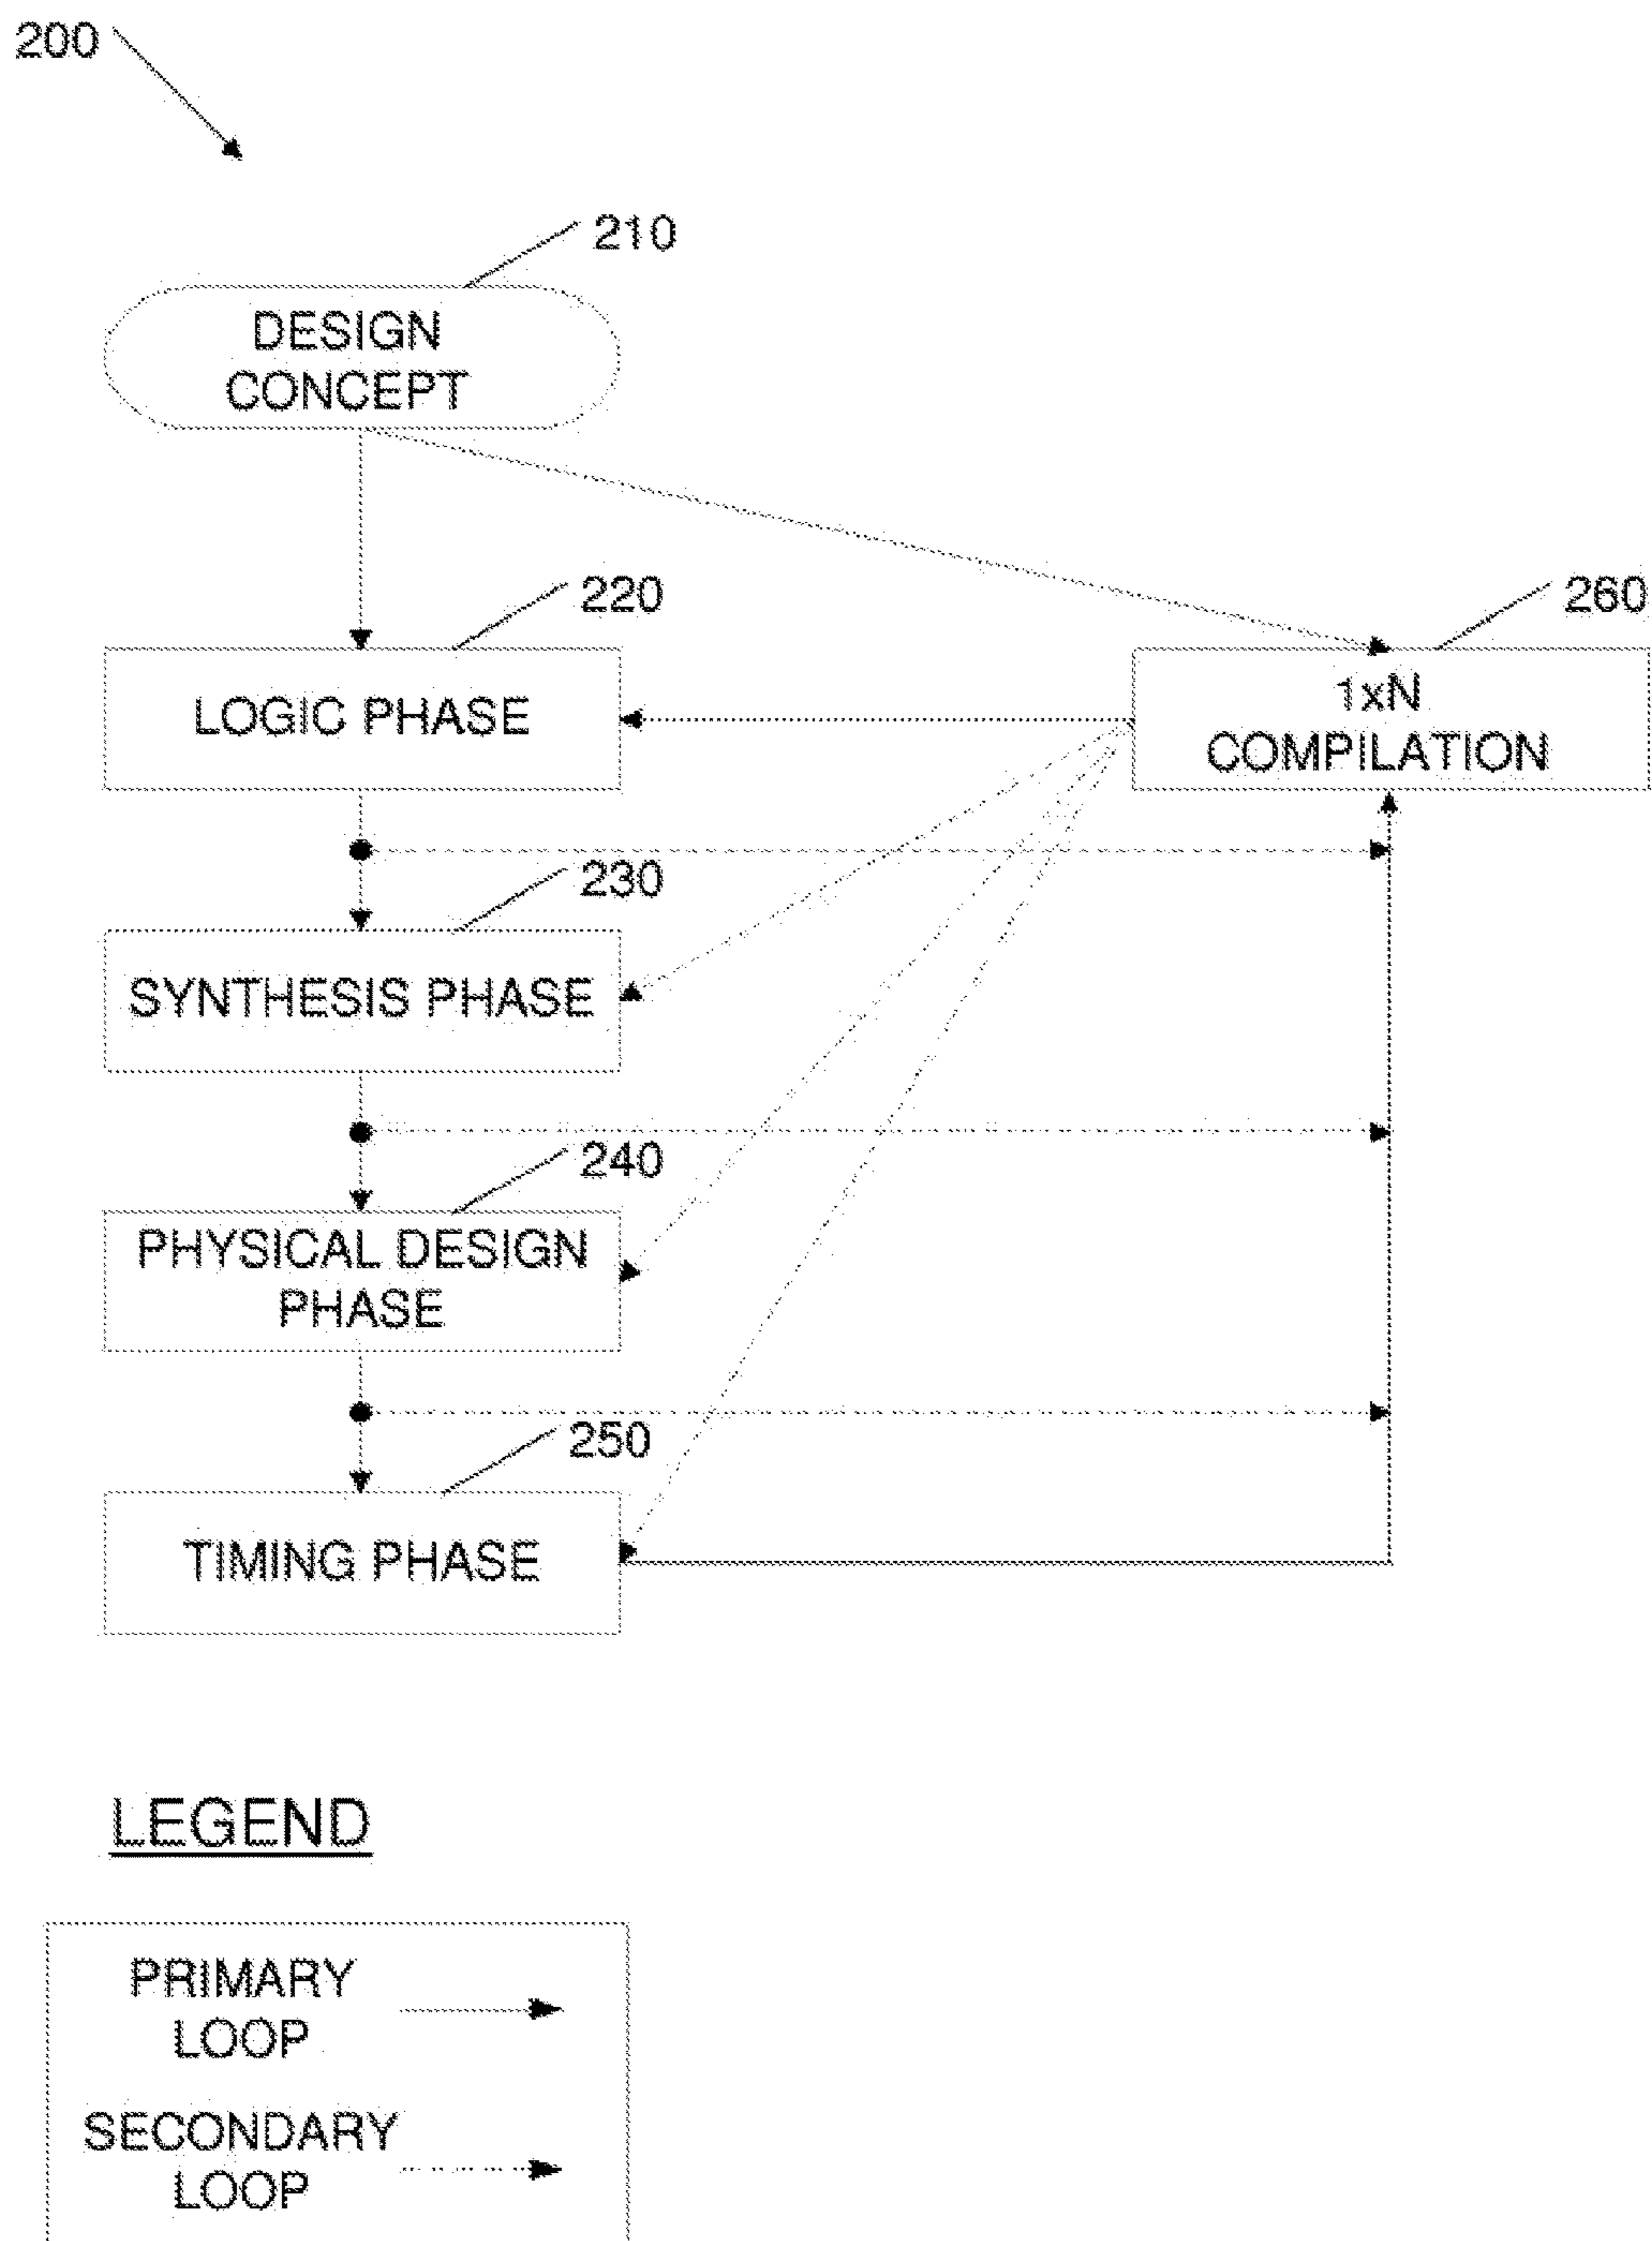 200
210
DESIGN
CONCEPT
220
260
LOGIC PHASE
1xN
COMPILATION
230
SYNTHESIS PHASE
240
PHYSICAL DESIGN
PHASE
250
TIMING PHASE
LEGEND
PRIMARY
LOOP
SECONDARY
LOOP